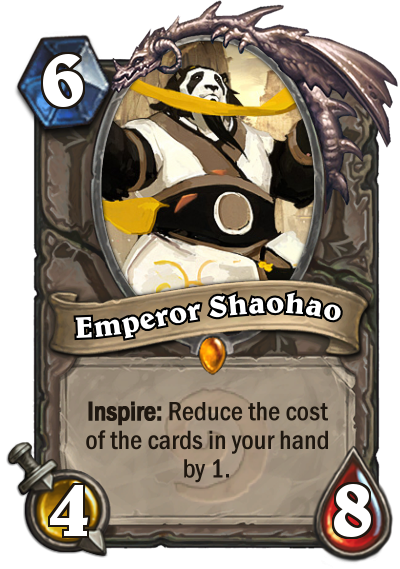 6
Emperor Shaohao
Inspire: Reduce the cost
of the cards in your hand
by 1.
4
8